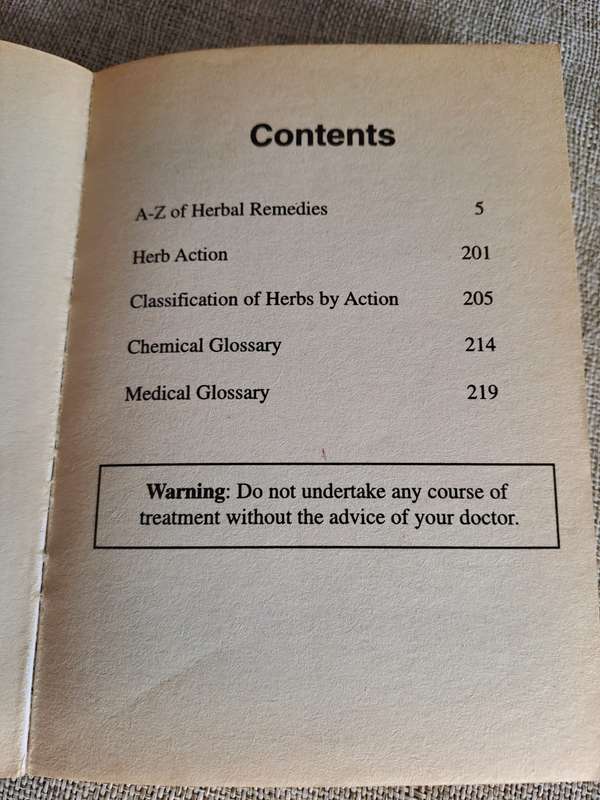 Contents
A-Z of Herbal Remedies 5
Herb Action 201
Classification of Herbs by Action 205
Chemical Glossary 214
Medical Glossary 219
Warning: Do not undertake any course of
treatment without the advice of your doctor.